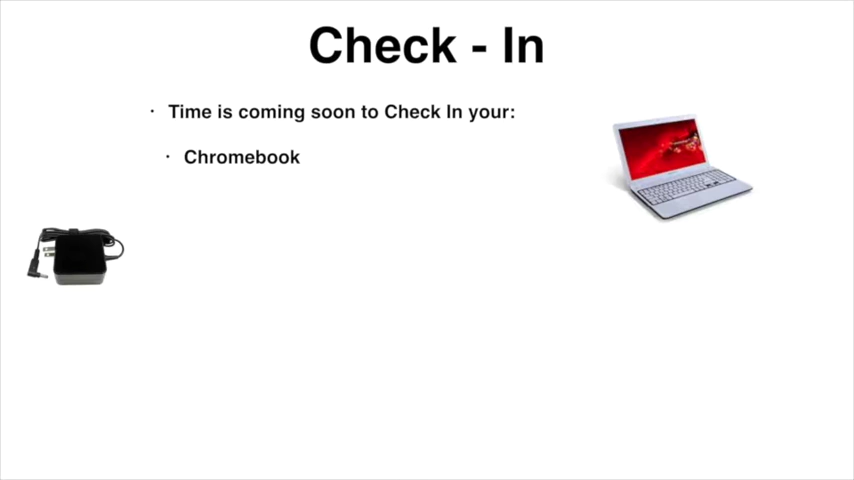 Check - In
· Time is coming soon to Check In your:
· Chromebook